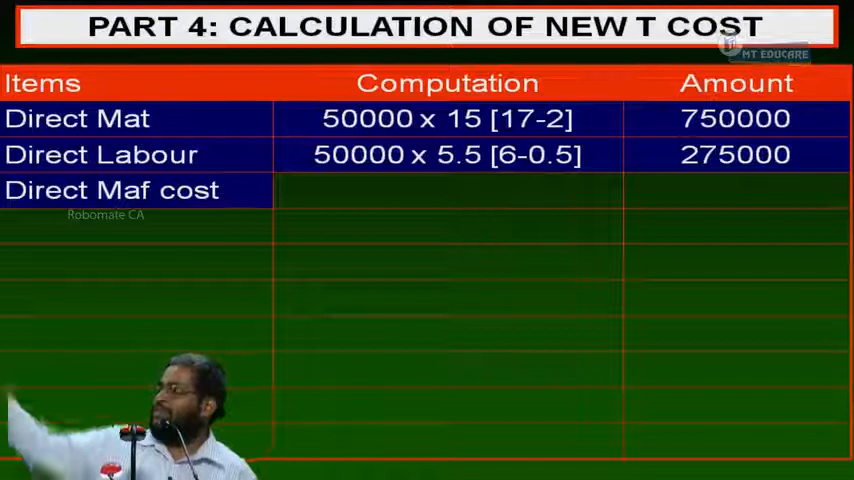 PART 4: CALCULATION OF NEW T COST
MT EDUCARE
Items Computation Amount
Direct Mat 50000 x 15 [17-2] 750000
Direct Labour 50000 x 5.5 [6-0.5] 275000
Direct Maf cost
Robomate CA